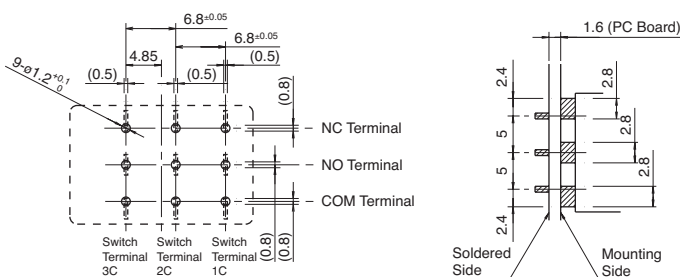 6.8±0.05
6.8±0.05
4.85
(0.5)
(0.5)
(0.5)
9-ø1.2+0.1 0
(0.8)
NC Terminal
NO Terminal
COM Terminal
(0.8)
(0.8)
Switch
Terminal
3C
Switch
Terminal
2C
Switch
Terminal
1C
1.6 (PC Board)
2.4
2.8
5
2.8
5
2.8
2.4
Soldered
Side
Mounting
Side